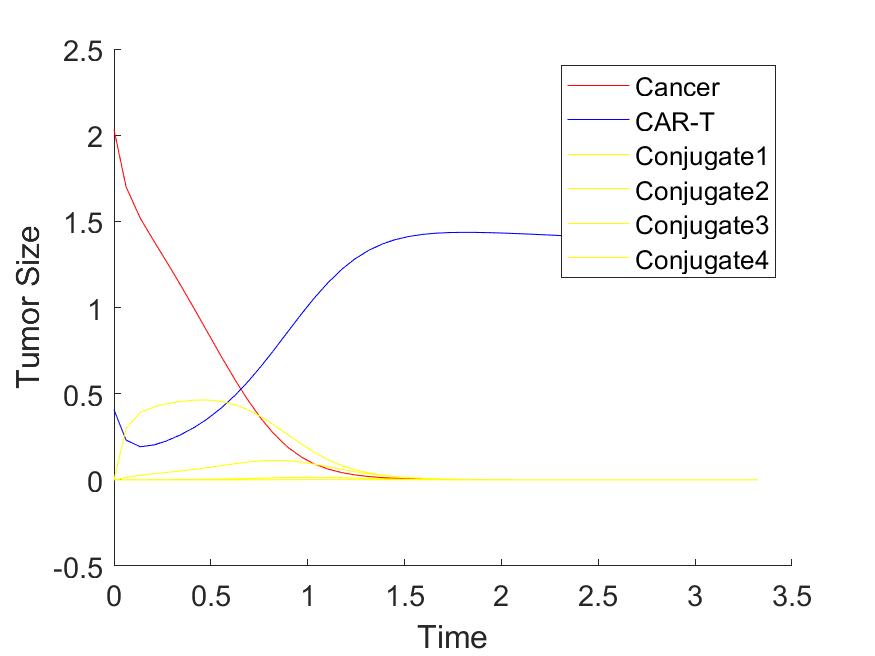 2.5
2
1.5
1
0.5
0
-0.5
Tumor Size
Cancer
CAR-T
Conjugate1
Conjugate2
Conjugate3
Conjugate4
0 0.5 1 1.5 2 2.5 3 3.5
Time